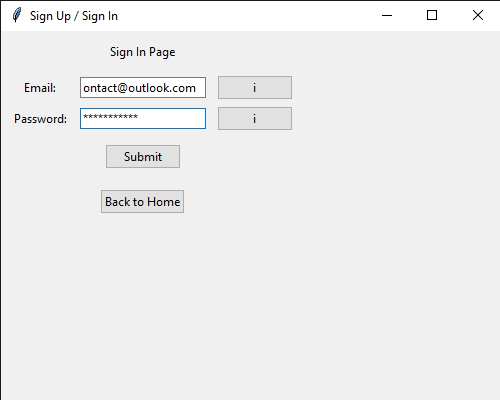 Sign Up / Sign In
Sign In Page
Email: ontact@outlook.com i
Password: *********** i
Submit
Back to Home